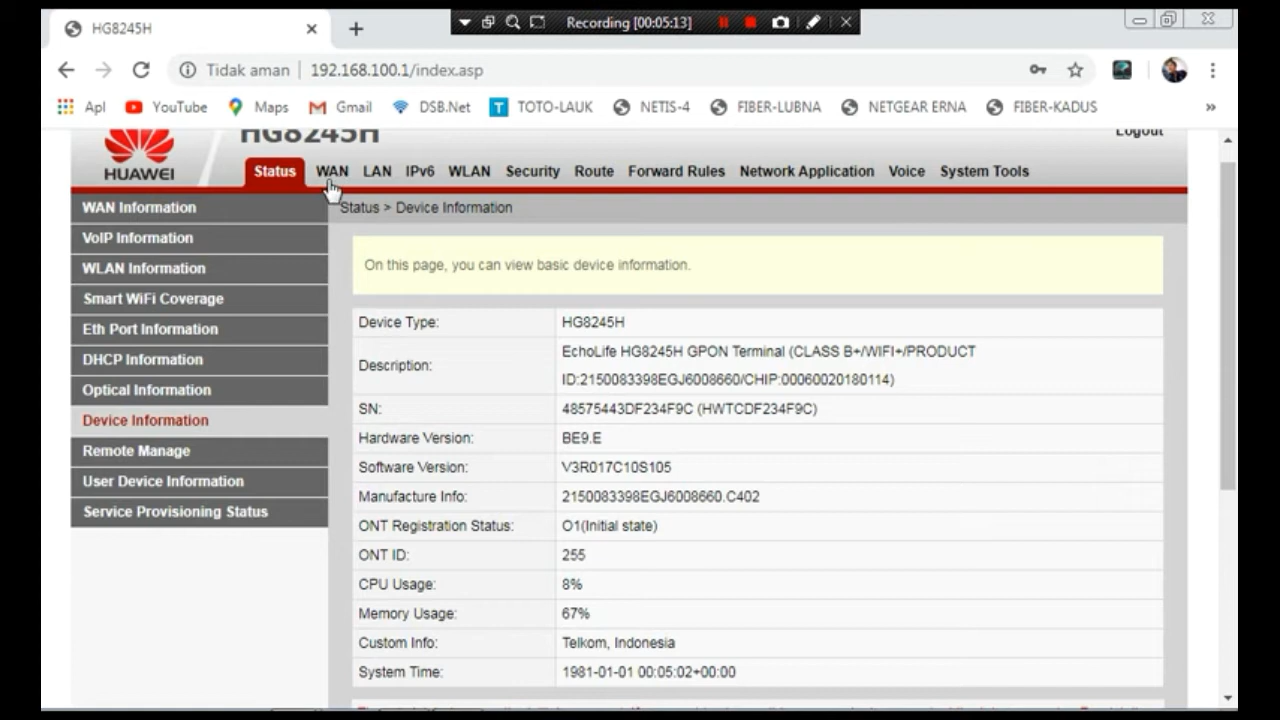 HG8245H
Recording [00:05:13]
Tidak aman
192.168.100.1/index.asp
Apl
YouTube
Maps
Gmail
DSB.Net
T
TOTO-LAUK
NETIS-4
FIBER-LUBNA
NETGEAR ERNA
FIBER-KADUS
»
HUAWEI
HG8245H
Logout
Status
WAN
LAN
IPv6
WLAN
Security
Route
Forward Rules
Network Application
Voice
System Tools
WAN Information
VoIP Information
WLAN Information
Smart WiFi Coverage
Eth Port Information
DHCP Information
Optical Information
Device Information
Remote Manage
User Device Information
Service Provisioning Status
Status > Device Information
On this page, you can view basic device information.
Device Type:
HG8245H
Description:
EchoLife HG8245H GPON Terminal (CLASS B+/WIFI+/PRODUCT
ID:2150083398EGJ6008660/CHIP:00060020180114)
SN:
48575443DF234F9C (HWTCDF234F9C)
Hardware Version:
BE9.E
Software Version:
V3R017C10S105
Manufacture Info:
2150083398EGJ6008660.C402
ONT Registration Status:
O1(Initial state)
ONT ID:
255
CPU Usage:
8%
Memory Usage:
67%
Custom Info:
Telkom, Indonesia
System Time:
1981-01-01 00:05:02+00:00